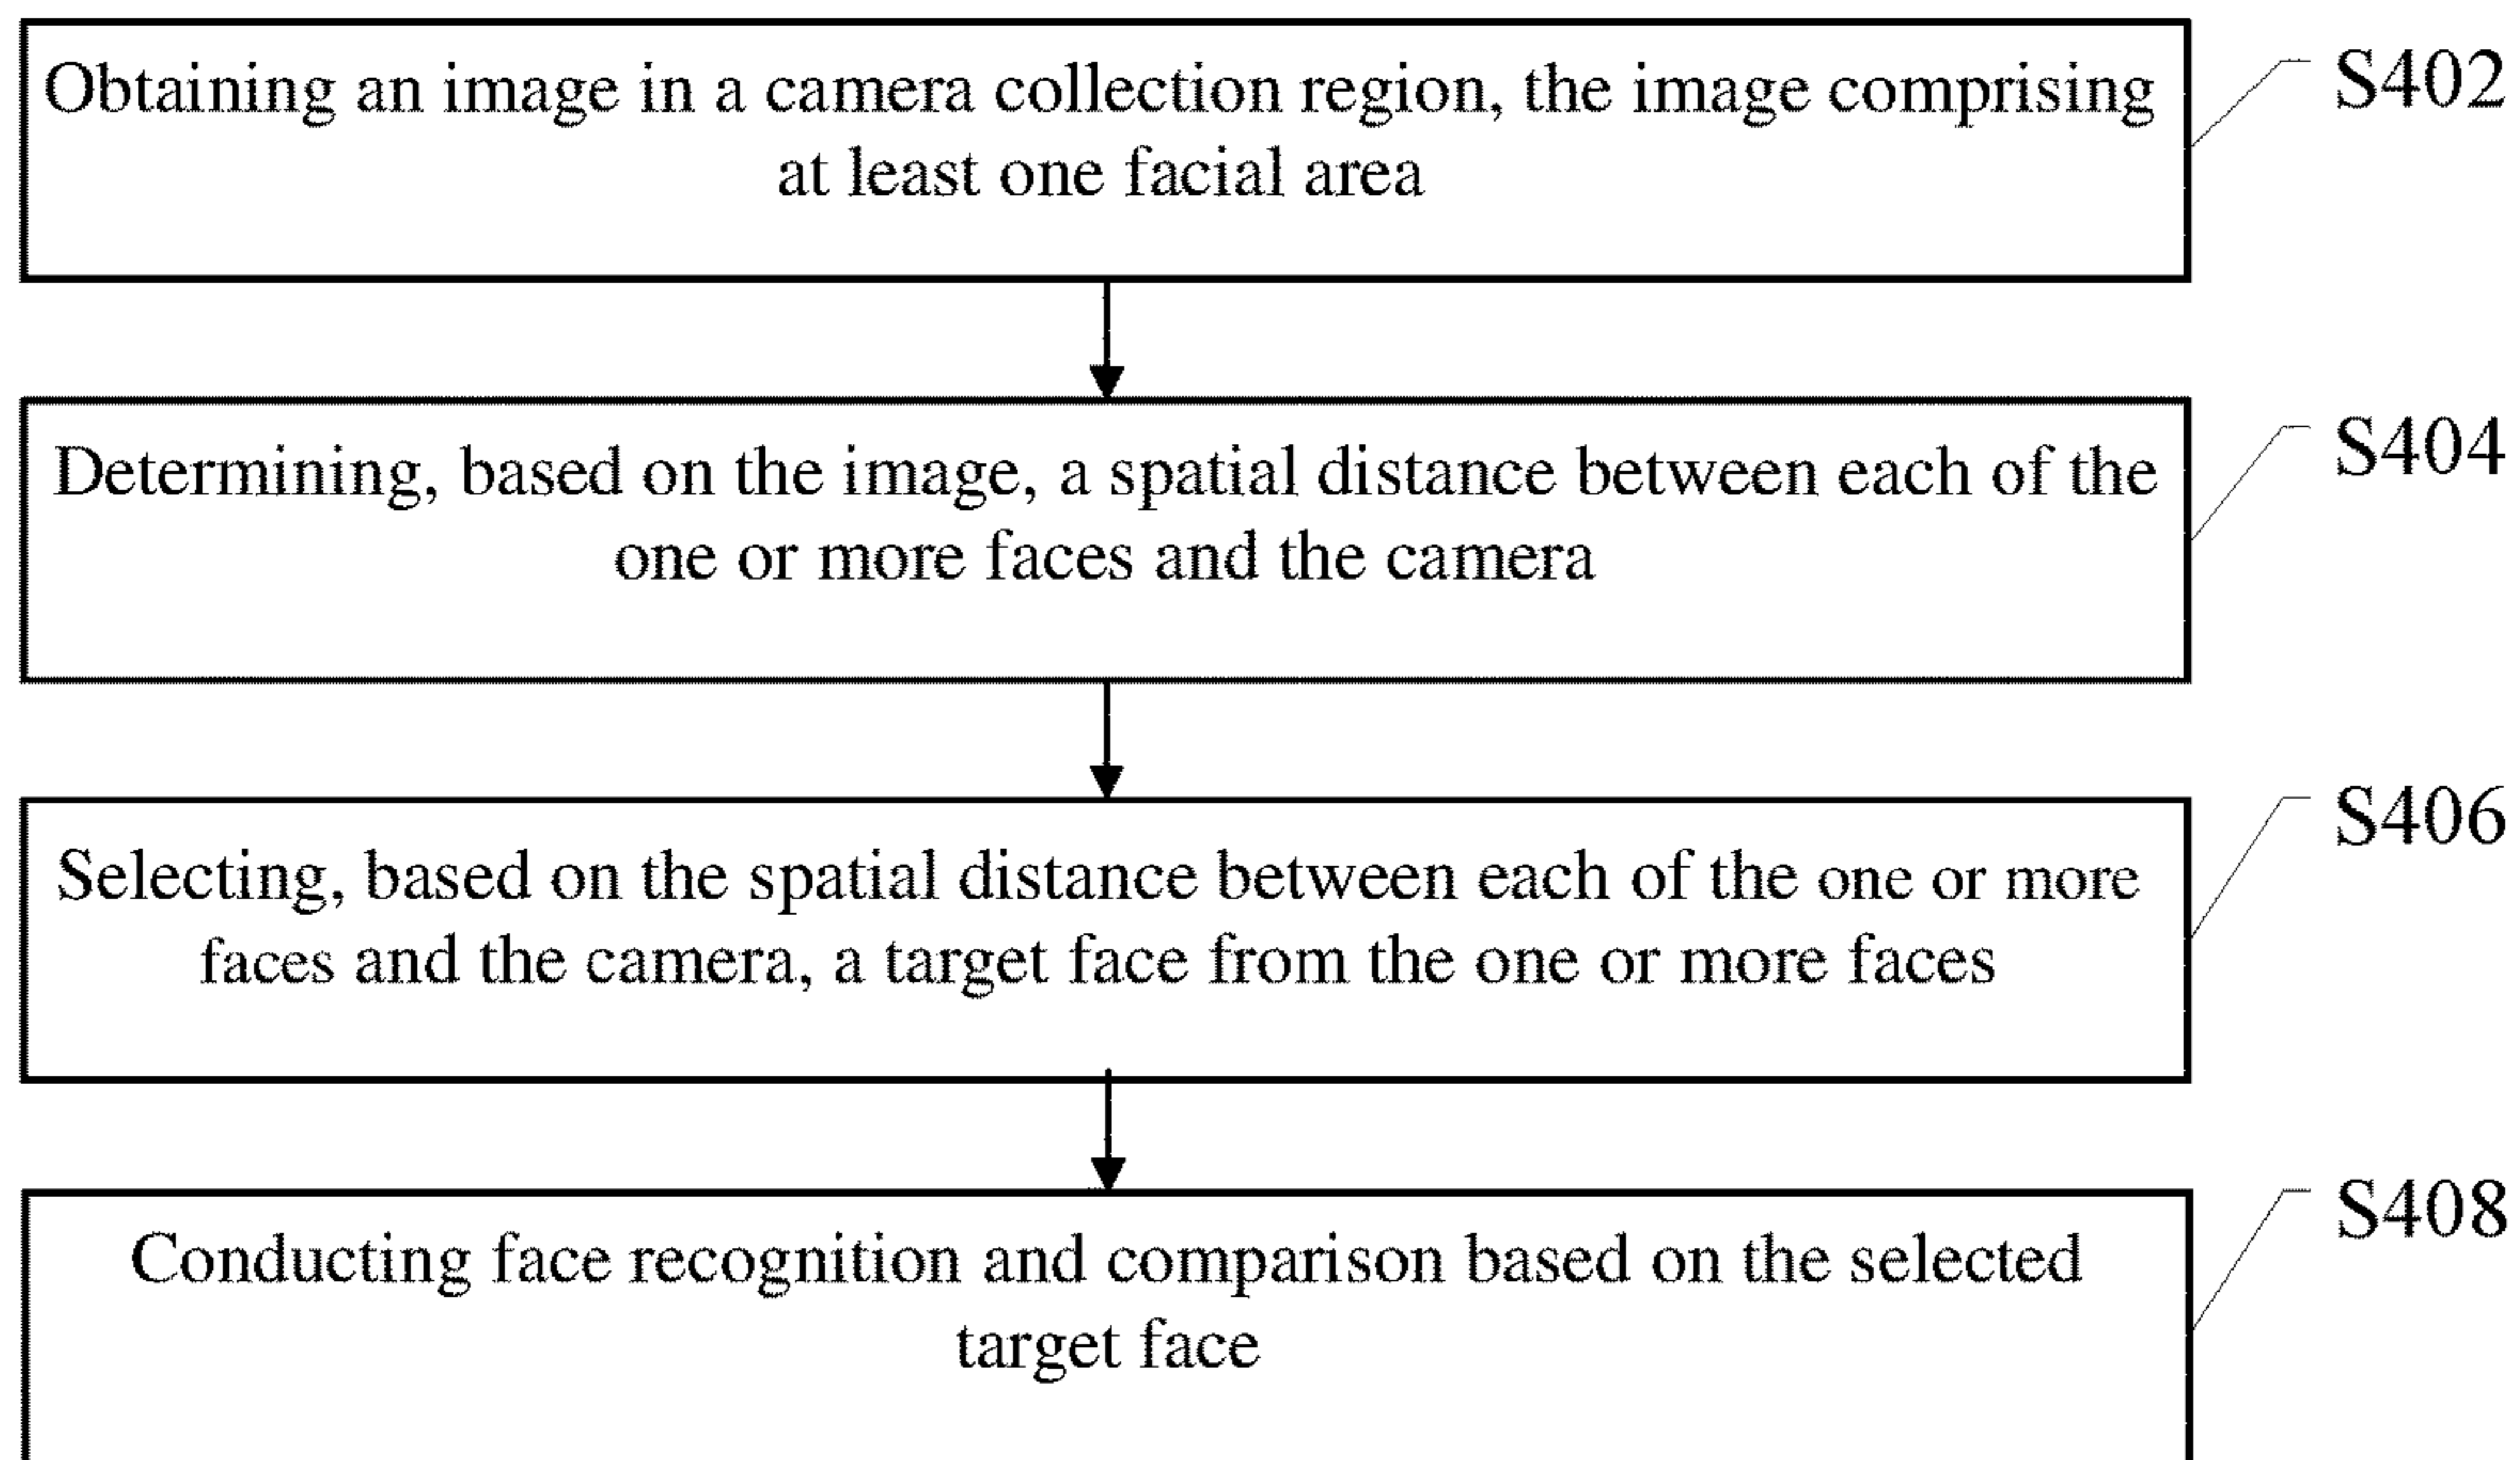 Obtaining an image in a camera collection region, the image comprising
at least one facial area
S402
Determining, based on the image, a spatial distance between each of the
one or more faces and the camera
S404
Selecting, based on the spatial distance between each of the one or more
faces and the camera, a target face from the one or more faces
S406
Conducting face recognition and comparison based on the selected
target face
S408